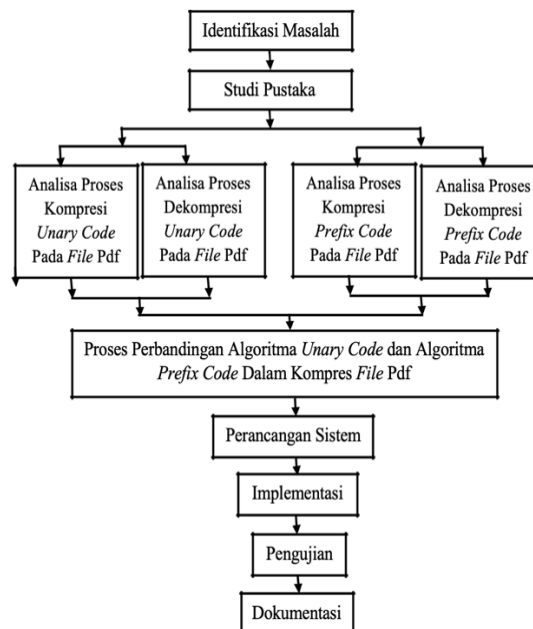 Identifikasi Masalah
Studi Pustaka
Analisa Proses
Kompresi
Unary Code
Pada File Pdf
Analisa Proses
Dekompresi
Unary Code
Pada File Pdf
Analisa Proses
Kompresi
Prefix Code
Pada File Pdf
Analisa Proses
Dekompresi
Prefix Code
Pada File Pdf
Proses Perbandingan Algoritma Unary Code dan Algoritma
Prefix Code Dalam Kompres File Pdf
Perancangan Sistem
Implementasi
Pengujian
Dokumentasi